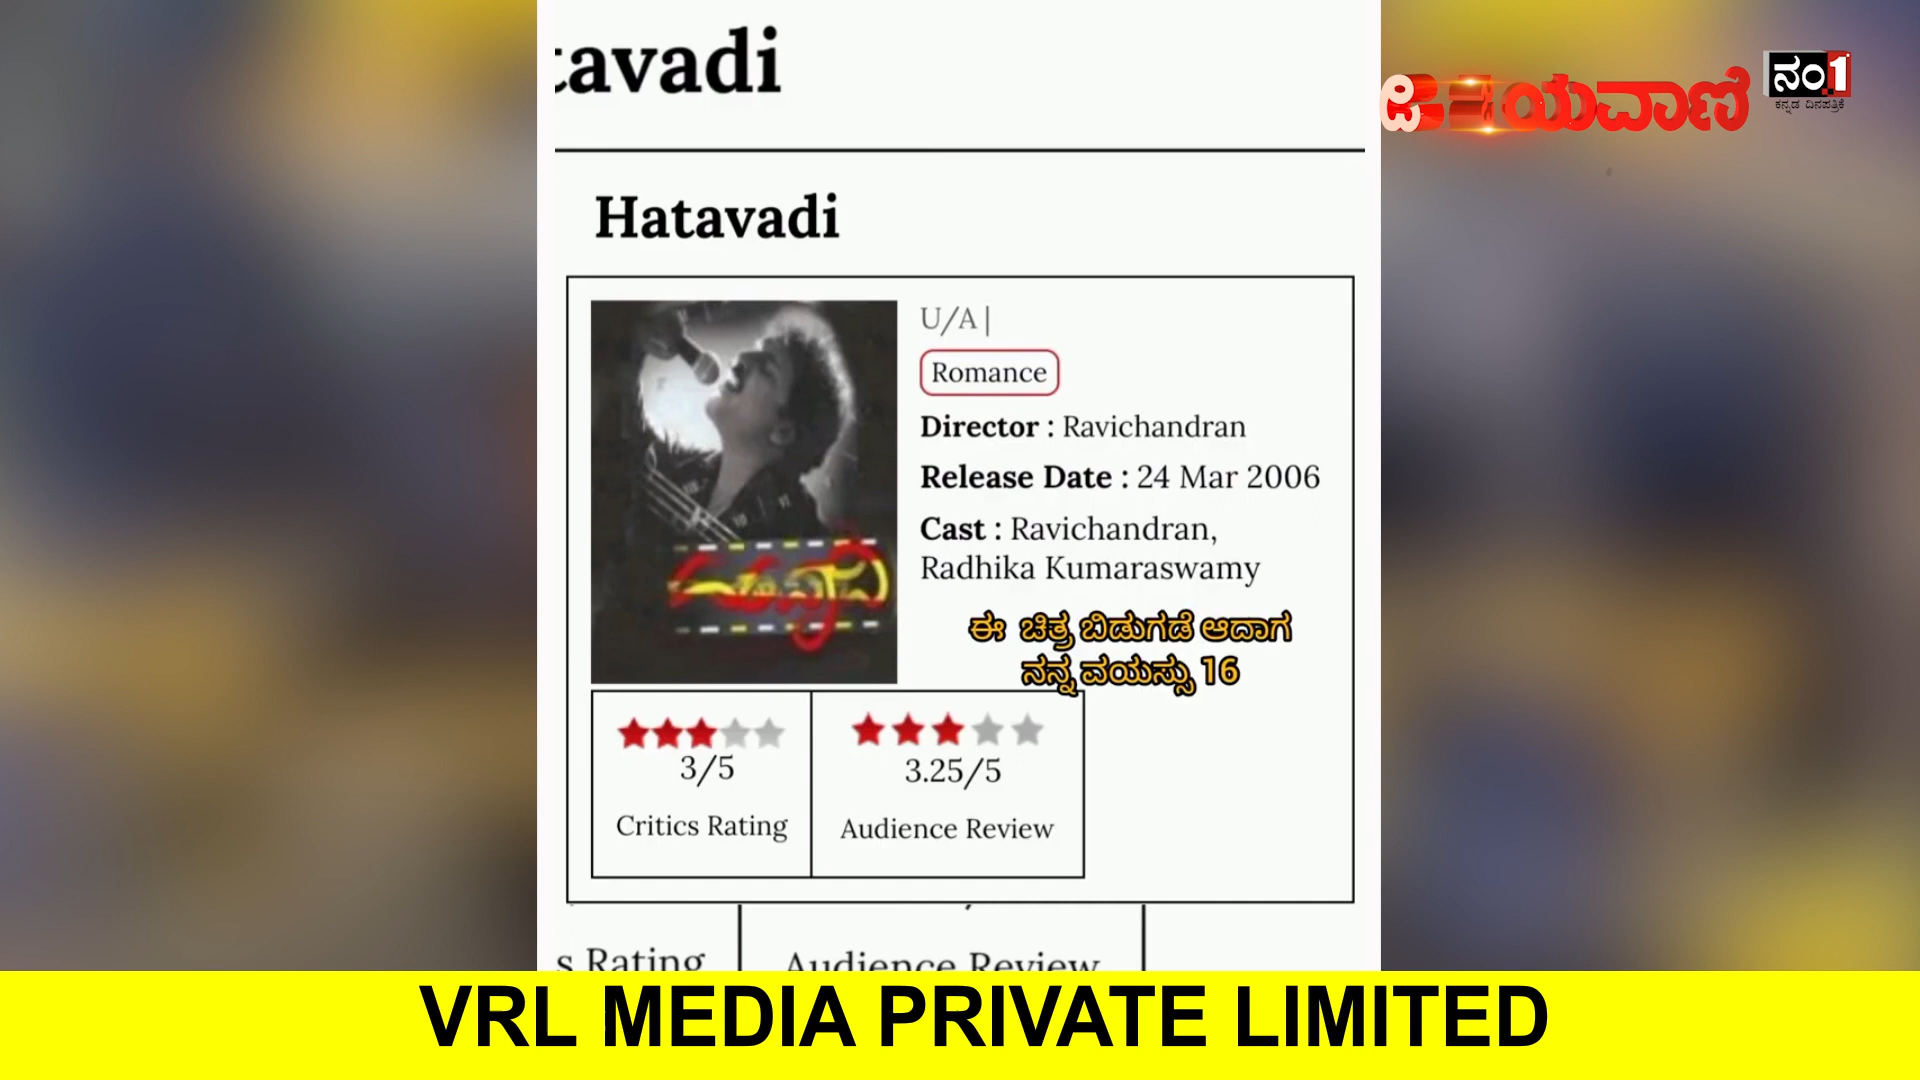 tavadi
ನಂ.1
ಕನ್ನಡ ದಿನಪತ್ರಿಕೆ
Hatavadi
U/A |
Romance
Director : Ravichandran
Release Date : 24 Mar 2006
Cast : Ravichandran,
Radhika Kumaraswamy
ಈ ಚಿತ್ರ ಬಿಡುಗಡೆ ಆದಾಗ
ನನ್ನ ವಯಸ್ಸು 16
3/5
3.25/5
Critics Rating
Audience Review
s Rating
Audience Review
VRL MEDIA PRIVATE LIMITED